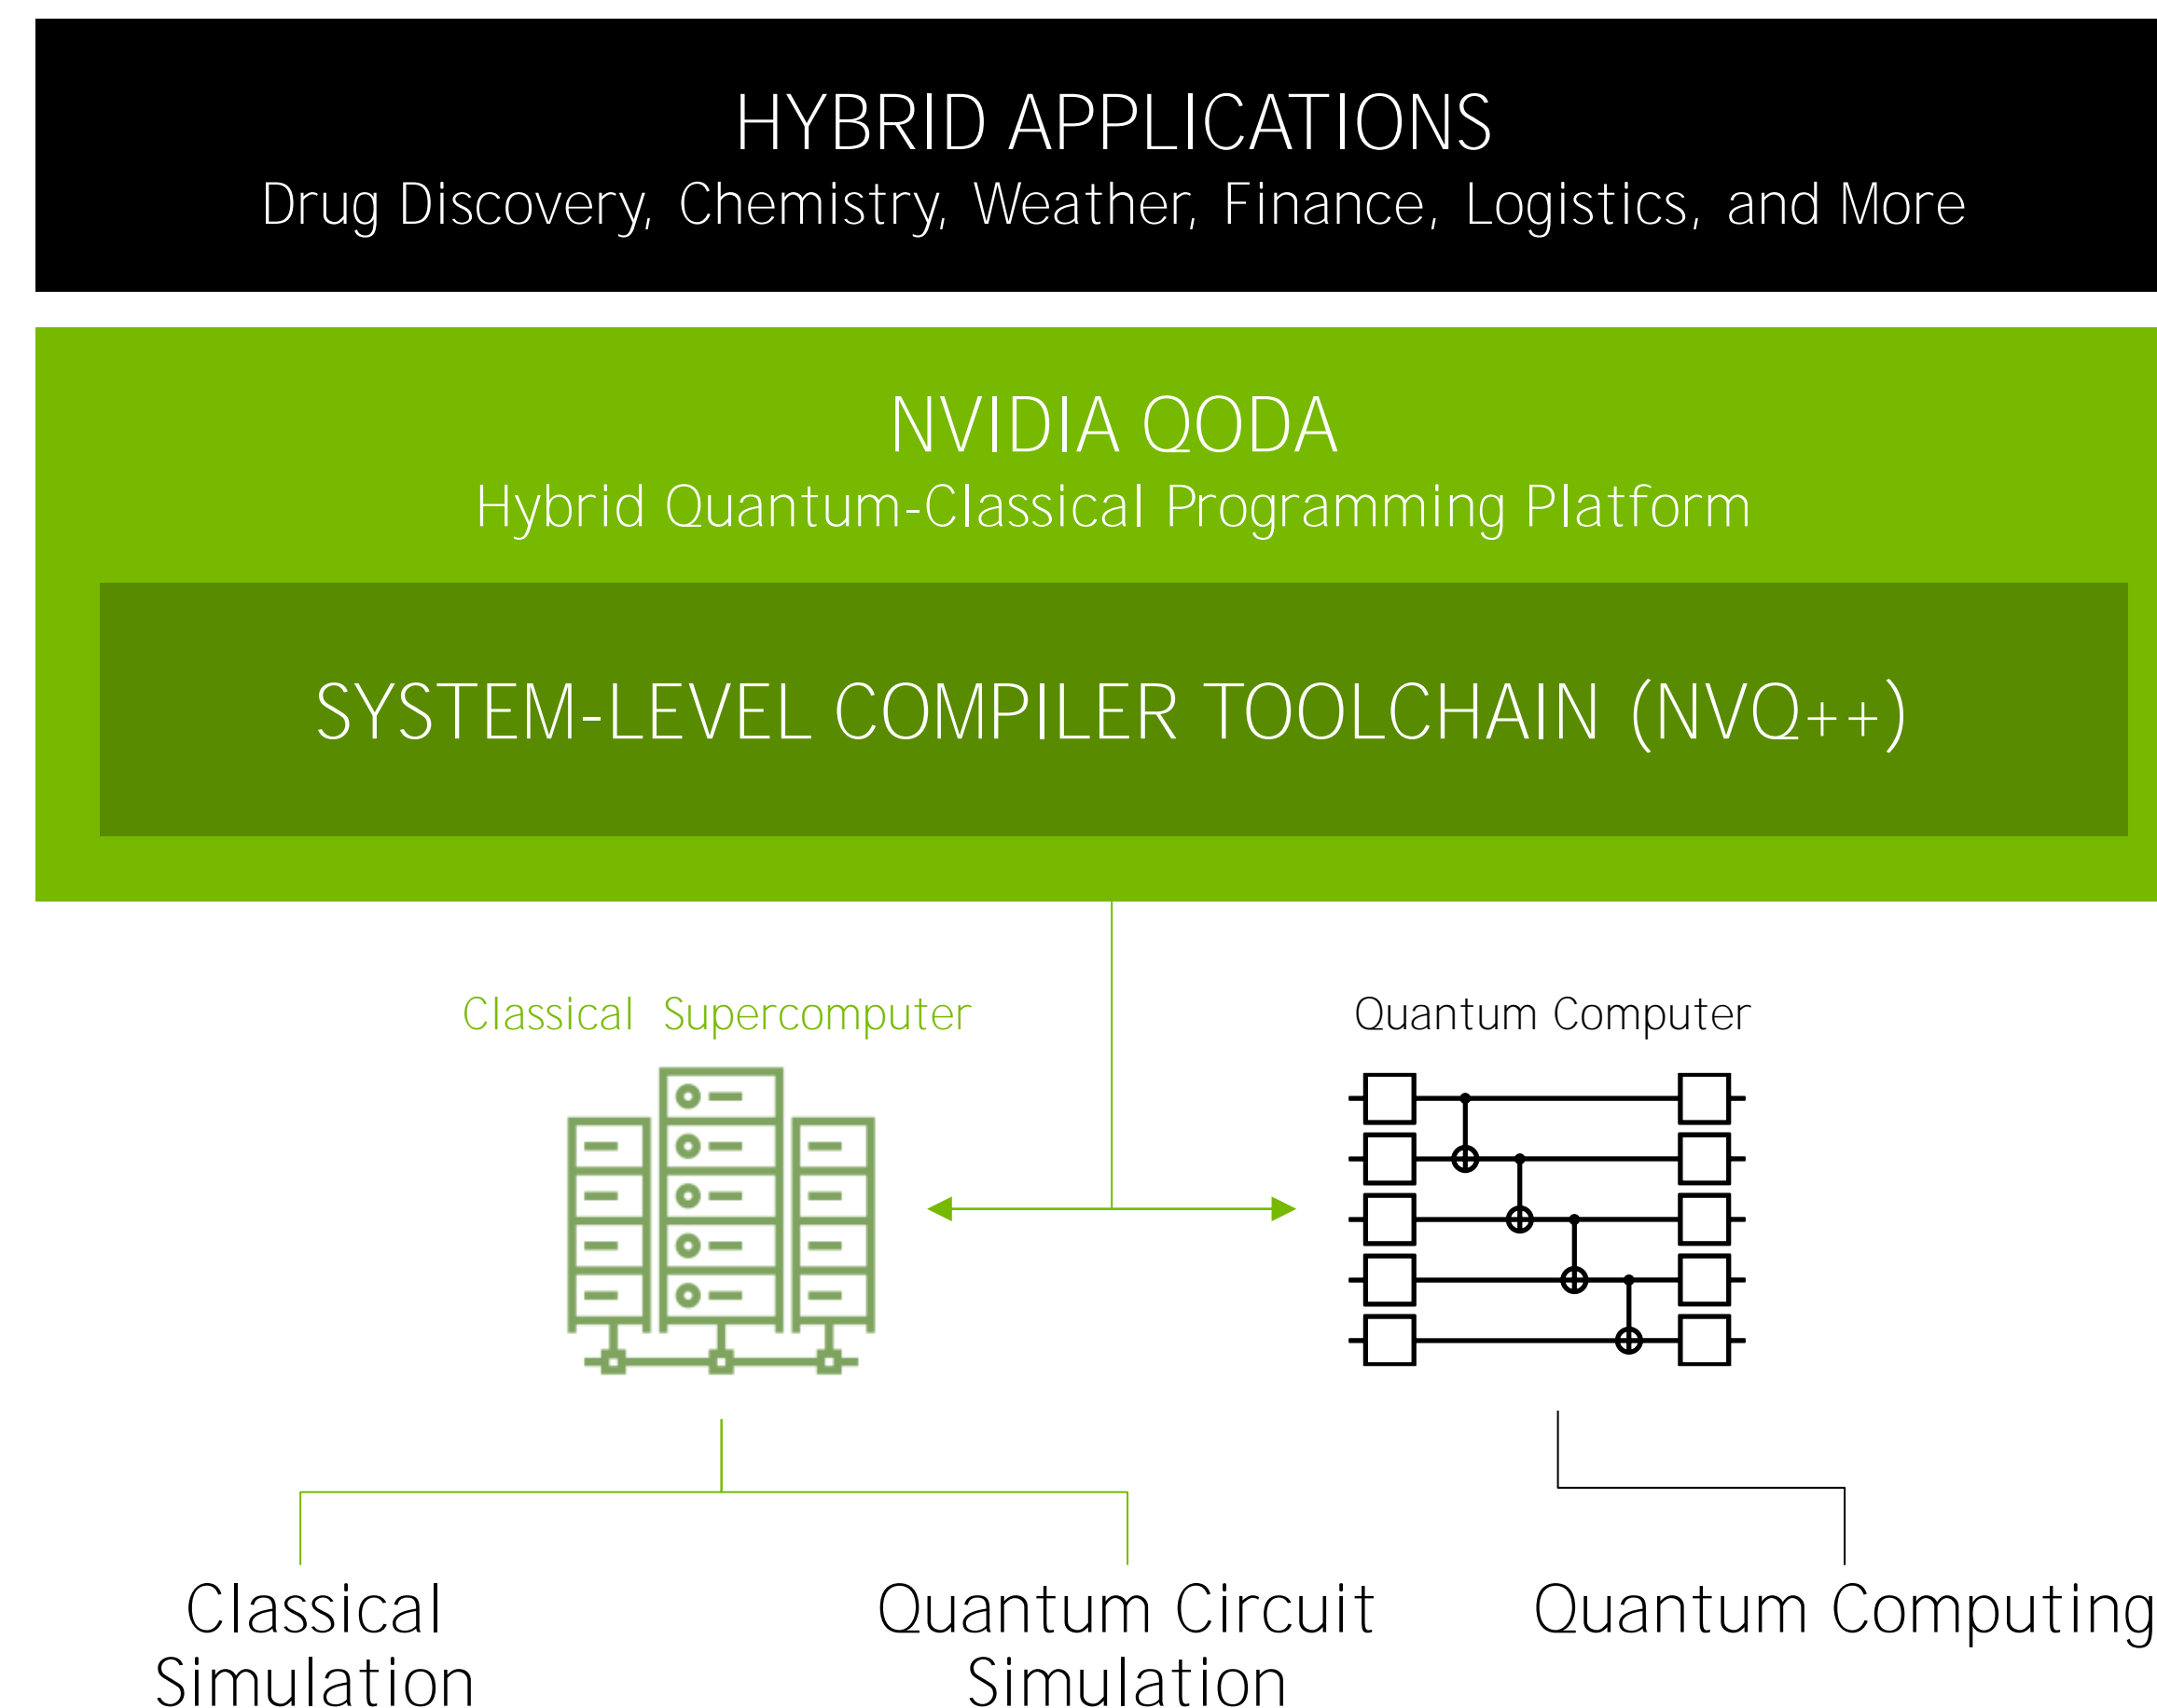 HYBRID APPLICATIONS
Drug Discovery, Chemistry, Weather, Finance, Logistics, and More
NVIDIA QODA
Hybrid Quantum-Classical Programming Platform
SYSTEM-LEVEL COMPILER TOOLCHAIN (NVQ++)
Classical Supercomputer
Quantum Computer
Classical
Simulation
Quantum Circuit
Simulation
Quantum Computing